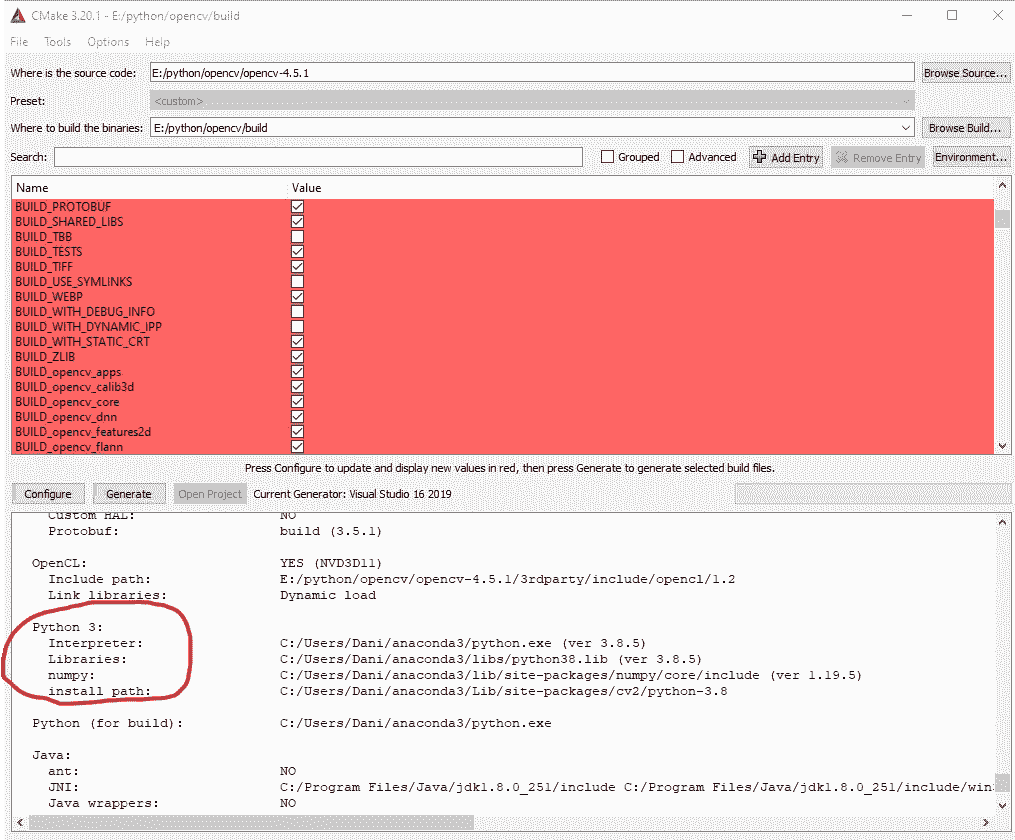 CMake 3.20.1 - E:/python/opencv/build
File Tools Options Help
Where is the source code: E:/python/opencv/opencv-4.5.1 Browse Source...
Preset: <custom>
Where to build the binaries: E:/python/opencv/build Browse Build...
Search: Grouped Advanced Add Entry Remove Entry Environment...
Name Value
BUILD_PROTOBUF
BUILD_SHARED_LIBS
BUILD_TBB
BUILD_TESTS
BUILD_TIFF
BUILD_USE_SYMLINKS
BUILD_WEBP
BUILD_WITH_DEBUG_INFO
BUILD_WITH_DYNAMIC_IPP
BUILD_WITH_STATIC_CRT
BUILD_ZLIB
BUILD_opencv_apps
BUILD_opencv_calib3d
BUILD_opencv_core
BUILD_opencv_dnn
BUILD_opencv_features2d
BUILD_opencv_flann
Press Configure to update and display new values in red, then press Generate to generate selected build files.
Configure Generate Open Project Current Generator: Visual Studio 16 2019
Custom HAL: NO
Protobuf: build (3.5.1)
OpenCL: YES (NVD3D11)
Include path: E:/python/opencv/opencv-4.5.1/3rdparty/include/opencl/1.2
Link libraries: Dynamic load
Python 3:
Interpreter: C:/Users/Dani/anaconda3/python.exe (ver 3.8.5)
Libraries: C:/Users/Dani/anaconda3/libs/python38.lib (ver 3.8.5)
numpy: C:/Users/Dani/anaconda3/lib/site-packages/numpy/core/include (ver 1.19.5)
install path: C:/Users/Dani/anaconda3/Lib/site-packages/cv2/python-3.8
Python (for build): C:/Users/Dani/anaconda3/python.exe
Java:
ant: NO
JNI: C:/Program Files/Java/jdk1.8.0_251/include C:/Program Files/Java/jdk1.8.0_251/include/win
Java wrappers: NO